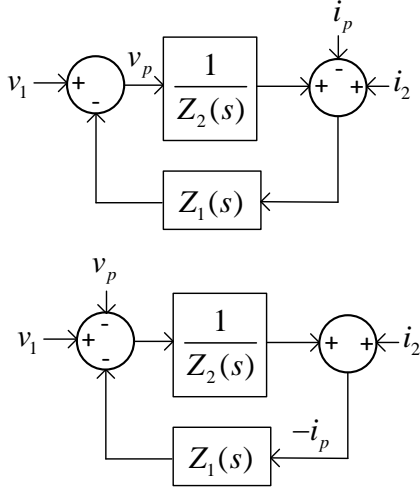 i_p
v_1 + - v_p 1 / Z_2(s) + - + i_2
Z_1(s)
v_p
v_1 + - - 1 / Z_2(s) + + i_2
-i_p
Z_1(s)